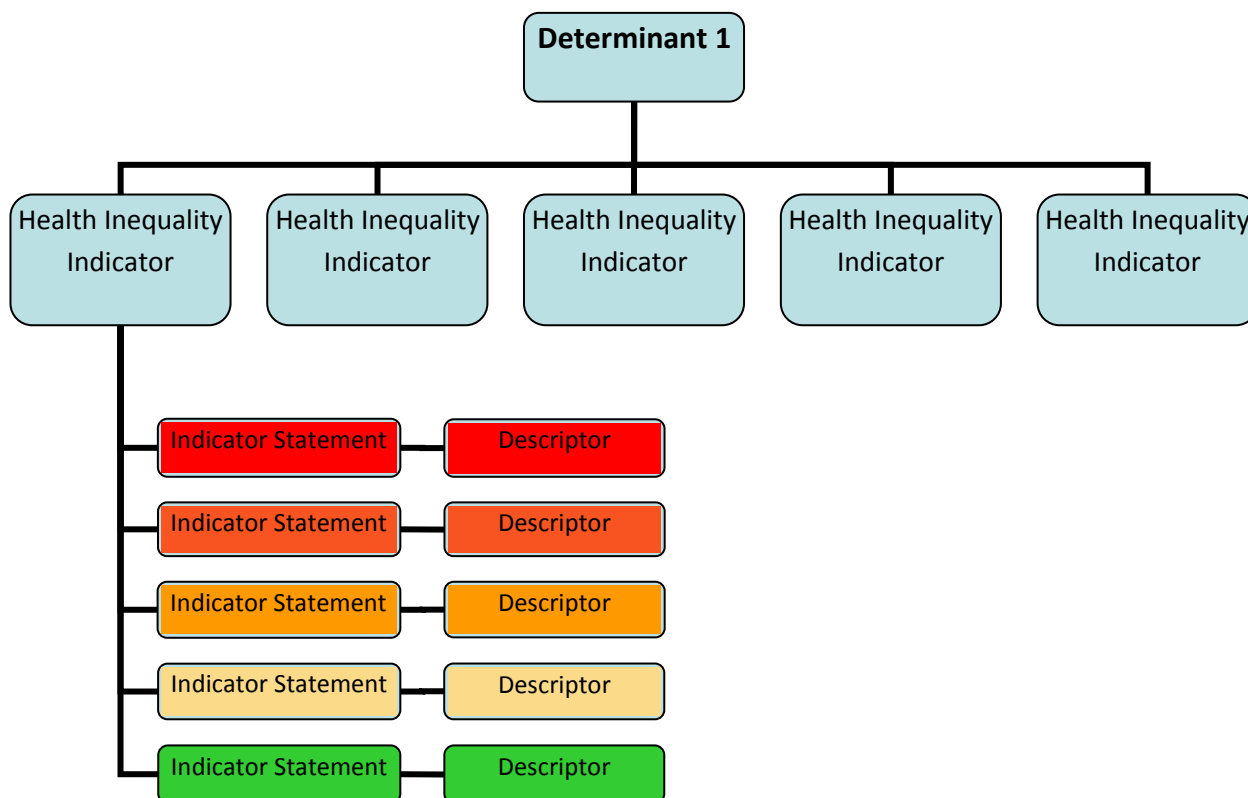 Determinant 1
Health Inequality
Indicator
Health Inequality
Indicator
Health Inequality
Indicator
Health Inequality
Indicator
Health Inequality
Indicator
Indicator Statement
Descriptor
Indicator Statement
Descriptor
Indicator Statement
Descriptor
Indicator Statement
Descriptor
Indicator Statement
Descriptor